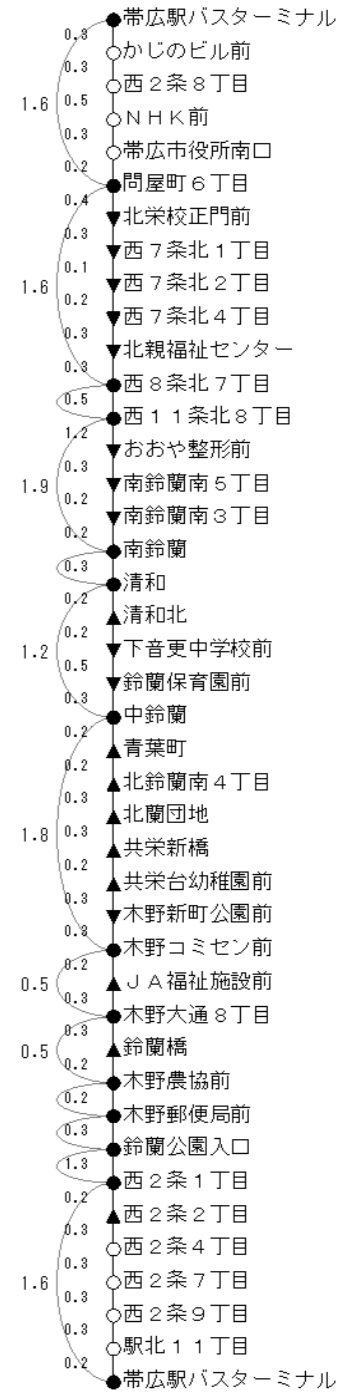 帯広駅バスターミナル
0.3
かじのビル前
0.3
西２条８丁目
0.5
1.6
ＮＨＫ前
0.3
帯広市役所南口
0.2
問屋町６丁目
0.4
北栄校正門前
0.3
西７条北１丁目
0.1
1.6
西７条北２丁目
0.2
西７条北４丁目
0.3
北親福祉センター
0.3
西８条北７丁目
0.5
西１１条北８丁目
1.2
おおや整形前
0.3
1.9
南鈴蘭南５丁目
0.2
南鈴蘭南３丁目
0.2
南鈴蘭
0.3
清和
0.2
清和北
0.2
1.2
下音更中学校前
0.5
鈴蘭保育園前
0.3
中鈴蘭
0.2
青葉町
0.2
北鈴蘭南４丁目
0.3
北蘭団地
1.8
0.3
共栄新橋
0.2
共栄台幼稚園前
0.3
木野新町公園前
0.3
木野コミセン前
0.2
0.5
ＪＡ福祉施設前
0.3
木野大通８丁目
0.3
0.5
鈴蘭橋
0.2
木野農協前
0.2
木野郵便局前
0.3
鈴蘭公園入口
1.3
西２条１丁目
0.2
西２条２丁目
0.3
西２条４丁目
0.3
1.6
西２条７丁目
0.3
西２条９丁目
0.3
駅北１１丁目
0.2
帯広駅バスターミナル